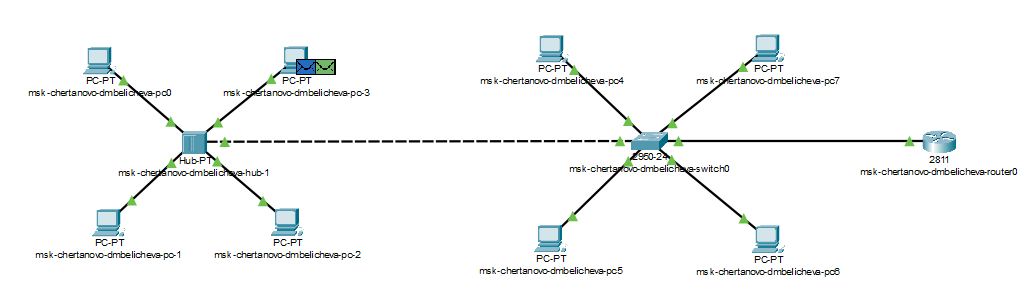 PC-PT
msk-chertanovo-dmbelicheva-pc0
PC-PT
msk-chertanovo-dmbelicheva-pc-3
PC-PT
msk-chertanovo-dmbelicheva-pc4
PC-PT
msk-chertanovo-dmbelicheva-pc7
Hub-PT
msk-chertanovo-dmbelicheva-hub-1
2950-24
msk-chertanovo-dmbelicheva-switch0
2811
msk-chertanovo-dmbelicheva-router0
PC-PT
msk-chertanovo-dmbelicheva-pc-1
PC-PT
msk-chertanovo-dmbelicheva-pc-2
PC-PT
msk-chertanovo-dmbelicheva-pc5
PC-PT
msk-chertanovo-dmbelicheva-pc6